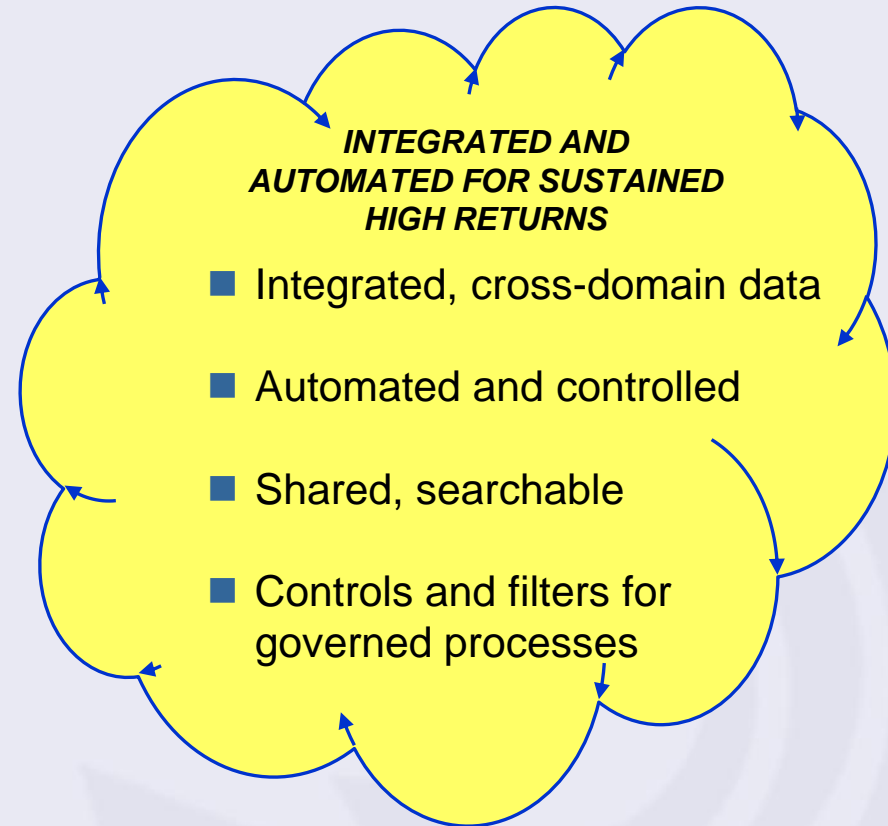 INTEGRATED AND
AUTOMATED FOR SUSTAINED
HIGH RETURNS
Integrated, cross-domain data
Automated and controlled
Shared, searchable
Controls and filters for
governed processes